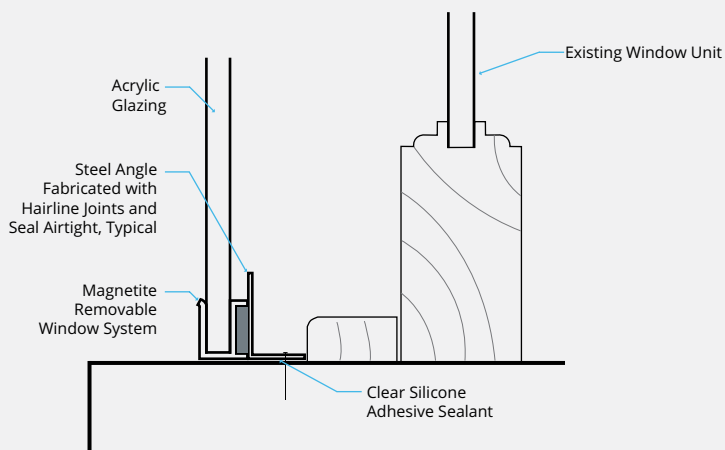 Existing Window Unit
Acrylic
Glazing
Steel Angle
Fabricated with
Hairline Joints and
Seal Airtight, Typical
Magnetite
Removable
Window System
Clear Silicone
Adhesive Sealant